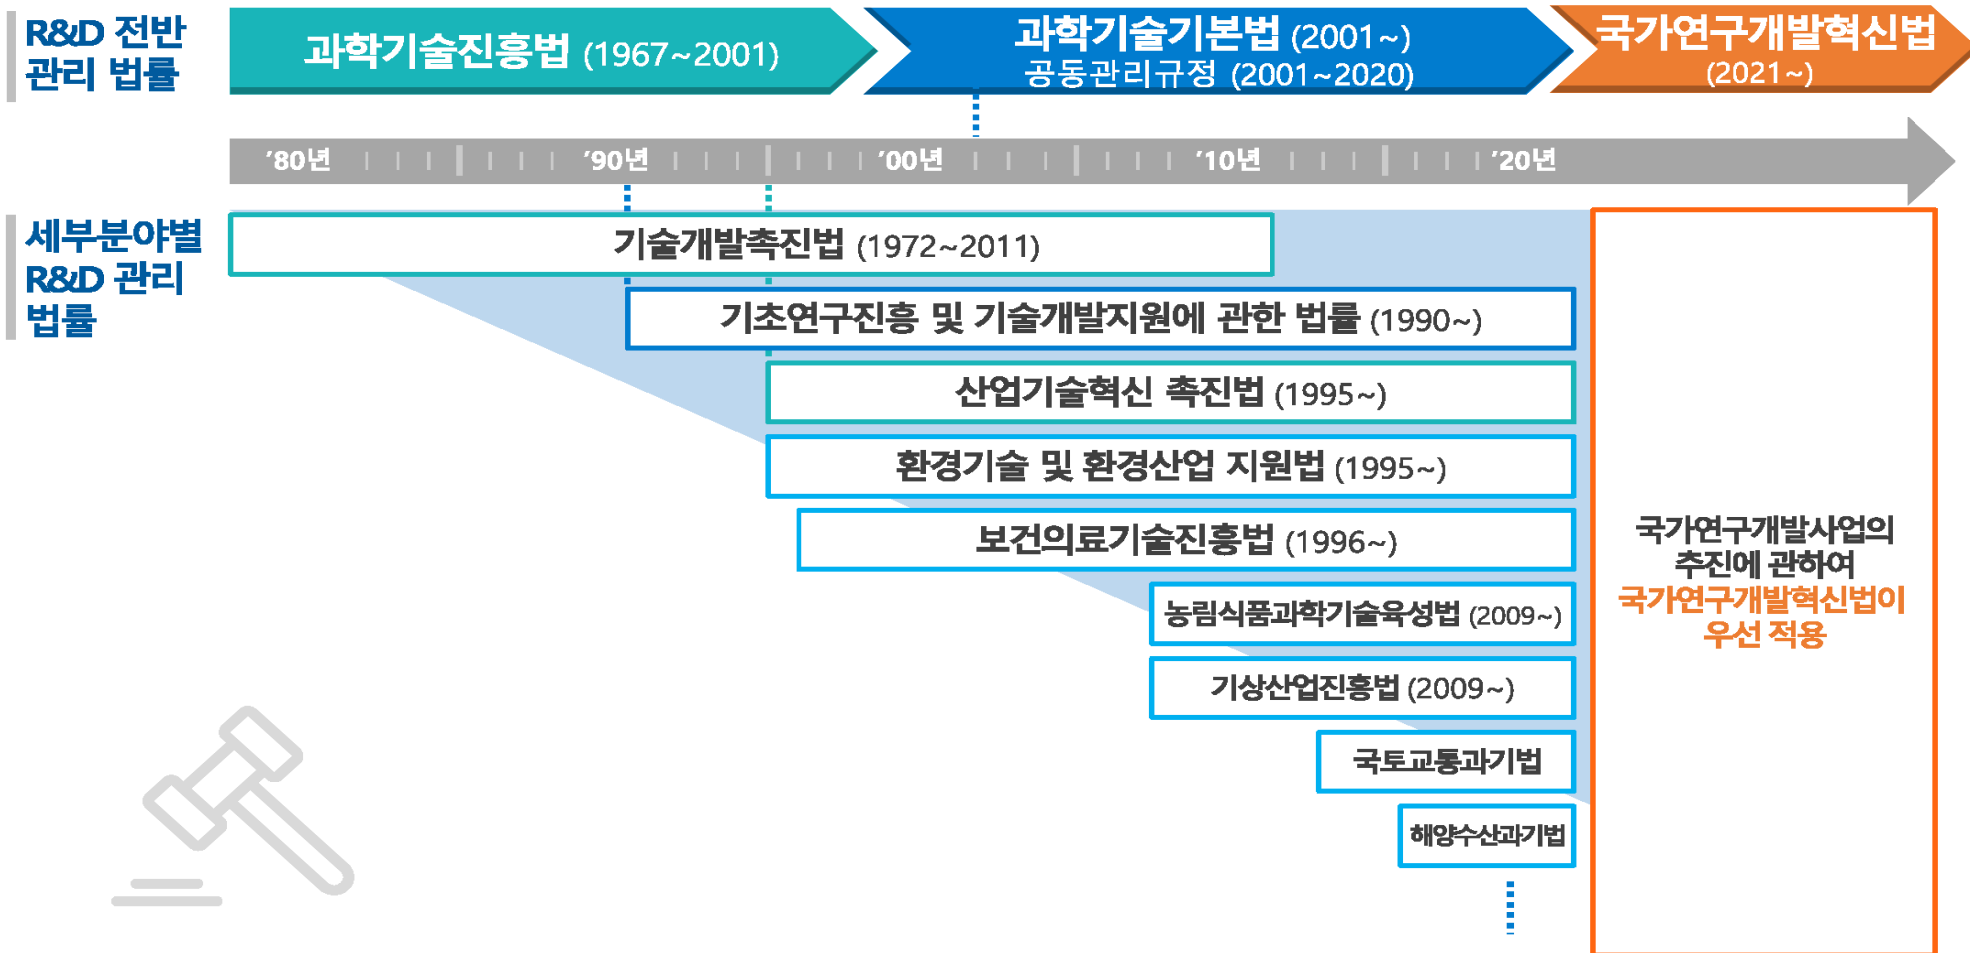 R&D 전반
관리 법률
과학기술진흥법 (1967~2001)
과학기술기본법 (2001~)
공동관리규정 (2001~2020)
국가연구개발혁신법
(2021~)
'80년 '90년 '00년 '10년 '20년
세부분야별
R&D 관리
법률
기술개발촉진법 (1972~2011)
기초연구진흥 및 기술개발지원에 관한 법률 (1990~)
산업기술혁신 촉진법 (1995~)
환경기술 및 환경산업 지원법 (1995~)
보건의료기술진흥법 (1996~)
농림식품과학기술육성법 (2009~)
기상산업진흥법 (2009~)
국토교통과기법
해양수산과기법
국가연구개발사업의
추진에 관하여
국가연구개발혁신법이
우선 적용